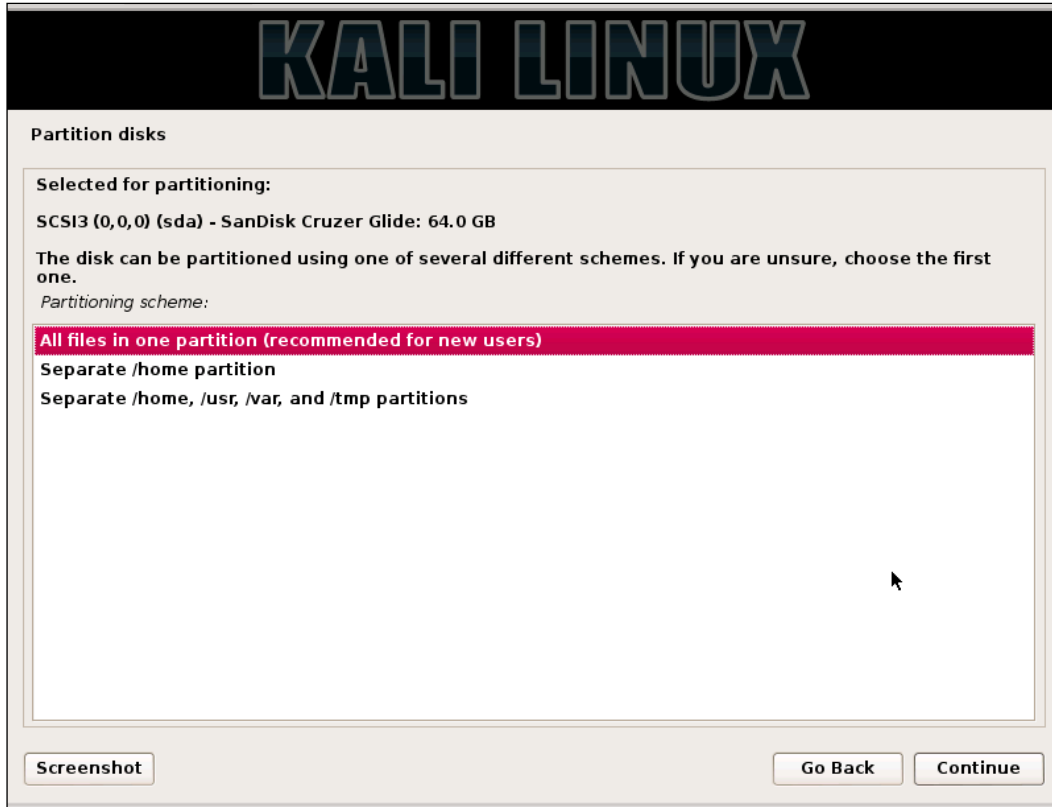 KALI LINUX
Partition disks
Selected for partitioning:
SCSI3 (0,0,0) (sda) - SanDisk Cruzer Glide: 64.0 GB
The disk can be partitioned using one of several different schemes. If you are unsure, choose the first
one.
Partitioning scheme:
All files in one partition (recommended for new users)
Separate /home partition
Separate /home, /usr, /var, and /tmp partitions
Screenshot
Go Back
Continue